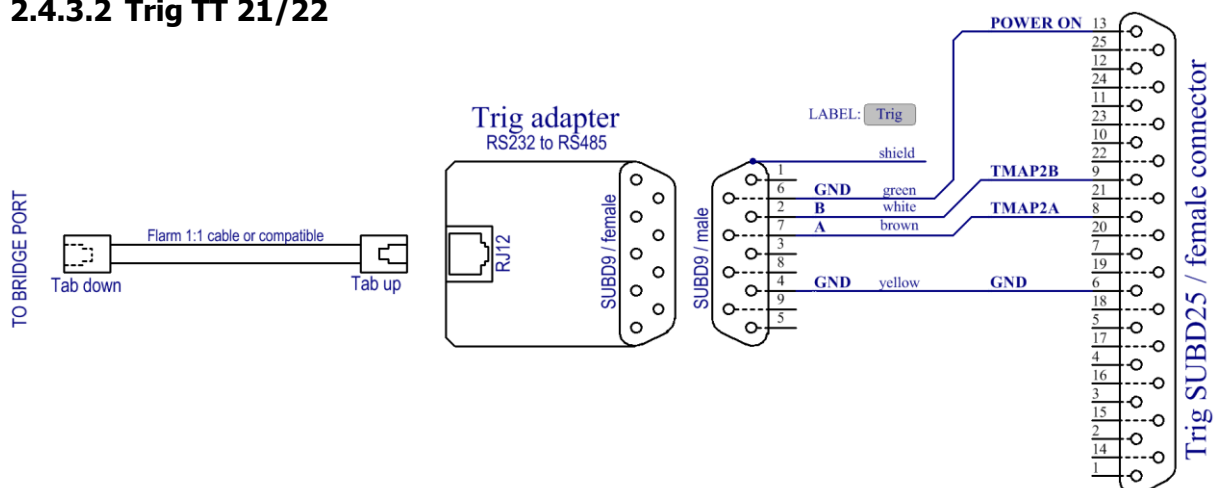 2.4.3.2 Trig TT 21/22
TO BRIDGE PORT
Tab down
Flarm 1:1 cable or compatible
Tab up
Trig adapter
RS232 to RS485
RJ12
SUBD9 / female
SUBD9 / male
LABEL: Trig
shield
1
6 GND green
2 B white
7 A brown
3
8
4 GND yellow
9
5
POWER ON 13
25
12
24
11
23
10
22
TMAP2B 9
21
TMAP2A 8
20
7
19
GND 6
18
5
17
4
16
3
15
2
14
1
Trig SUBD25 / female connector